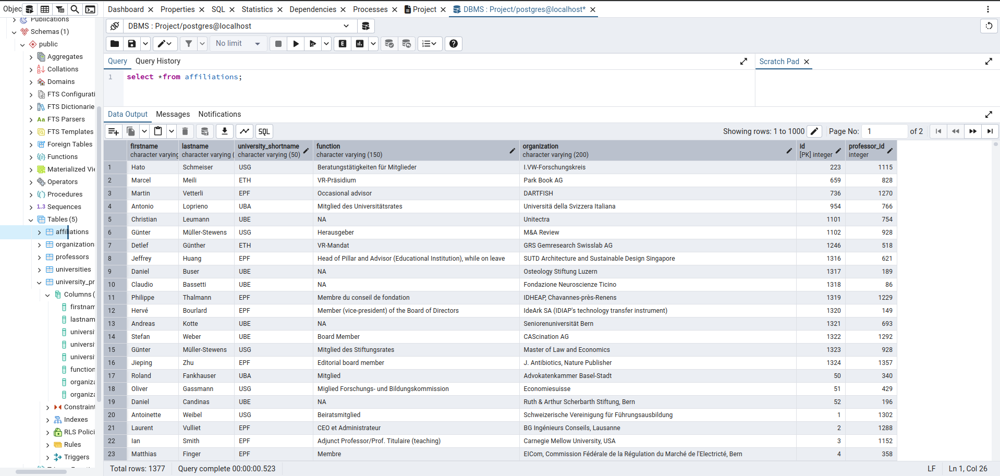 Objec
Dashboard
Properties
SQL
Statistics
Dependencies
Processes
Project
DBMS : Project/postgres@localhost*
Publications
Schemas (1)
public
Aggregates
Collations
Domains
FTS Configurati
FTS Dictionarie
FTS Parsers
FTS Templates
Foreign Tables
Functions
Materialized Vie
Operators
Procedures
1..3 Sequences
Tables (5)
affiliations
organization
professors
universities
university_pr
Columns (
firstnam
lastnam
universi
universi
universi
function
organiza
organiza
Constraint
Indexes
RLS Polici
Rules
Triggers
DBMS : Project/postgres@localhost
No limit
E
Query
Query History
Scratch Pad
1 select *from affiliations;
Data Output
Messages
Notifications
SQL
Showing rows: 1 to 1000
Page No: 1 of 2
firstname lastname university_shortname function organization id professor_id
character varying character varying ( character varying (50) character varying (150) character varying (200) [PK] integer integer
1 Hato Schmeiser USG Beratungstätigkeiten für Mitglieder I.VW-Forschungskreis 223 1115
2 Marcel Meili ETH VR-Präsidium Park Book AG 659 828
3 Martin Vetterli EPF Occasional advisor DARTFISH 736 1270
4 Antonio Loprieno UBA Mitglied des Universitätsrates Universitä della Svizzera Italiana 954 766
5 Christian Leumann UBE NA Unitectra 1101 754
6 Günter Müller-Stewens USG Herausgeber M&A Review 1102 928
7 Detlef Günther ETH VR-Mandat GRS Gemresearch Swisslab AG 1246 518
8 Jeffrey Huang EPF Head of Pillar and Advisor (Educational Institution), while on leave SUTD Architecture and Sustainable Design Singapore 1316 621
9 Daniel Buser UBE NA Osteology Stiftung Luzern 1317 189
10 Claudio Bassetti UBE NA Fondazione Neuroscienze Ticino 1318 86
11 Philippe Thalmann EPF Membre du conseil de fondation IDHEAP, Chavannes-près-Renens 1319 1229
12 Hervé Bourlard EPF Member (vice-president) of the Board of Directors IdeArk SA (IDIAP's technology transfer instrument) 1320 149
13 Andreas Kotte UBE NA Seniorenuniversität Bern 1321 693
14 Stefan Weber UBE Board Member CAScination AG 1322 1292
15 Günter Müller-Stewens USG Mitglied des Stiftungsrates Master of Law and Economics 1323 928
16 Jieping Zhu EPF Editorial board member J. Antibiotics, Nature Publisher 1324 1357
17 Roland Fankhauser UBA Mitglied Advokatenkammer Basel-Stadt 50 340
18 Oliver Gassmann USG Miglied Forschungs- und Bildungskommission Economiesuisse 51 429
19 Daniel Candinas UBE NA Ruth & Arthur Scherbarth Stiftung, Bern 52 196
20 Antoinette Weibel USG Beiratsmitglied Schweizerische Vereinigung für Führungsausbildung 1 1302
21 Laurent Vulliet EPF CEO et Administrateur BG Ingénieurs Conseils, Lausanne 2 1288
22 Ian Smith EPF Adjunct Professor/Prof. Titulaire (teaching) Carnegie Mellow University, USA 3 1152
23 Matthias Finger EPF Membre ElCom, Commission Fédérale de la Régulation du Marché de l'Electricté, Bern 4 358
Total rows: 1377
Query complete 00:00:00.523
LF
Ln 1, Col 26